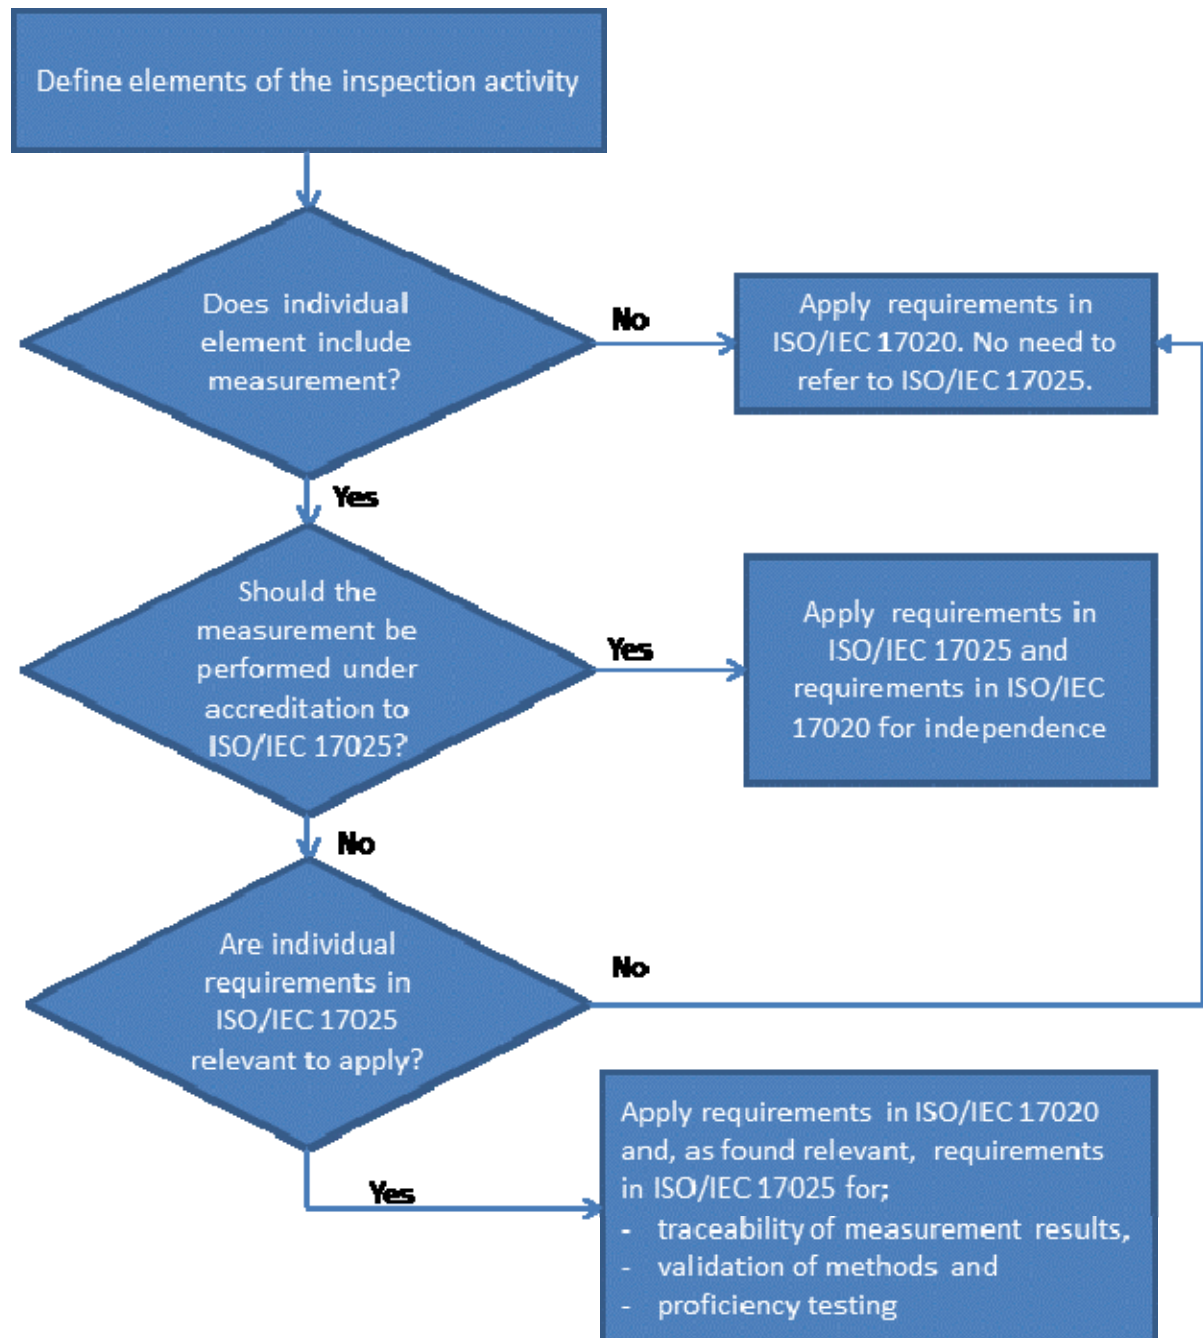 Define elements of the inspection activity
Does individual
element include
measurement?
No
Apply requirements in
ISO/IEC 17020. No need to
refer to ISO/IEC 17025.
Yes
Should the
measurement be
performed under
accreditation to
ISO/IEC 17025?
Yes
Apply requirements in
ISO/IEC 17025 and
requirements in ISO/IEC
17020 for independence
No
Are individual
requirements in
ISO/IEC 17025
relevant to apply?
No
Yes
Apply requirements in ISO/IEC 17020
and, as found relevant, requirements
in ISO/IEC 17025 for;
- traceability of measurement results,
- validation of methods and
- proficiency testing